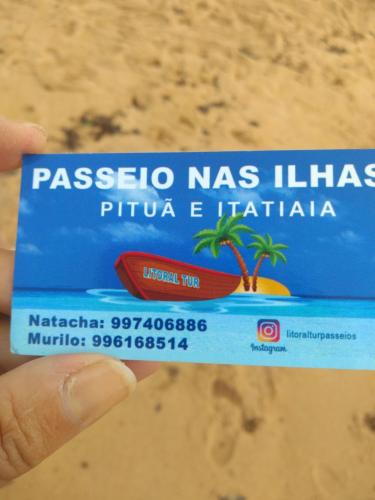 PASSEIO NAS ILHAS
PITUÃ E ITATIAIA
LITORAL TUR
Natacha: 997406886
Murilo: 996168514
litoralturpasseios
Instagram